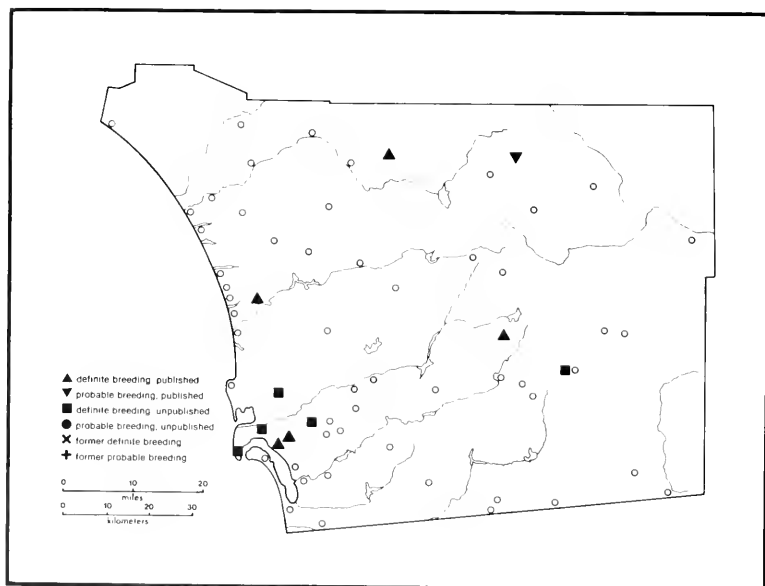 definite breeding, published
probable breeding, published
definite breeding unpublished
probable breeding, unpublished
former definite breeding
former probable breeding
0 10 20
miles
0 10 20 30
kilometers